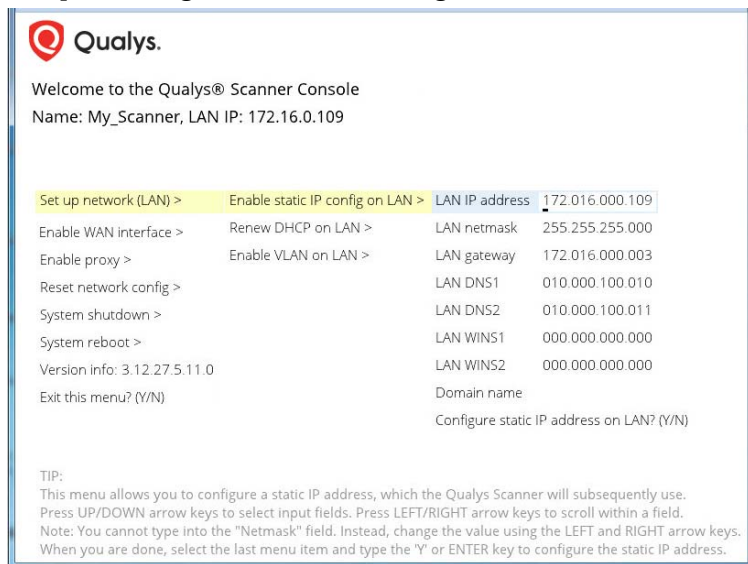 Qualys.
Welcome to the Qualys® Scanner Console
Name: My_Scanner, LAN IP: 172.16.0.109
Set up network (LAN) > Enable static IP config on LAN > LAN IP address 172.016.000.109
Enable WAN interface > Renew DHCP on LAN > LAN netmask 255.255.255.000
Enable proxy > Enable VLAN on LAN > LAN gateway 172.016.000.003
Reset network config > LAN DNS1 010.000.100.010
System shutdown > LAN DNS2 010.000.100.011
System reboot > LAN WINS1 000.000.000.000
Version info: 3.12.27.5.11.0 LAN WINS2 000.000.000.000
Exit this menu? (Y/N) Domain name
Configure static IP address on LAN? (Y/N)
TIP:
This menu allows you to configure a static IP address, which the Qualys Scanner will subsequently use.
Press UP/DOWN arrow keys to select input fields. Press LEFT/RIGHT arrow keys to scroll within a field.
Note: You cannot type into the "Netmask" field. Instead, change the value using the LEFT and RIGHT arrow keys.
When you are done, select the last menu item and type the 'Y' or ENTER key to configure the static IP address.